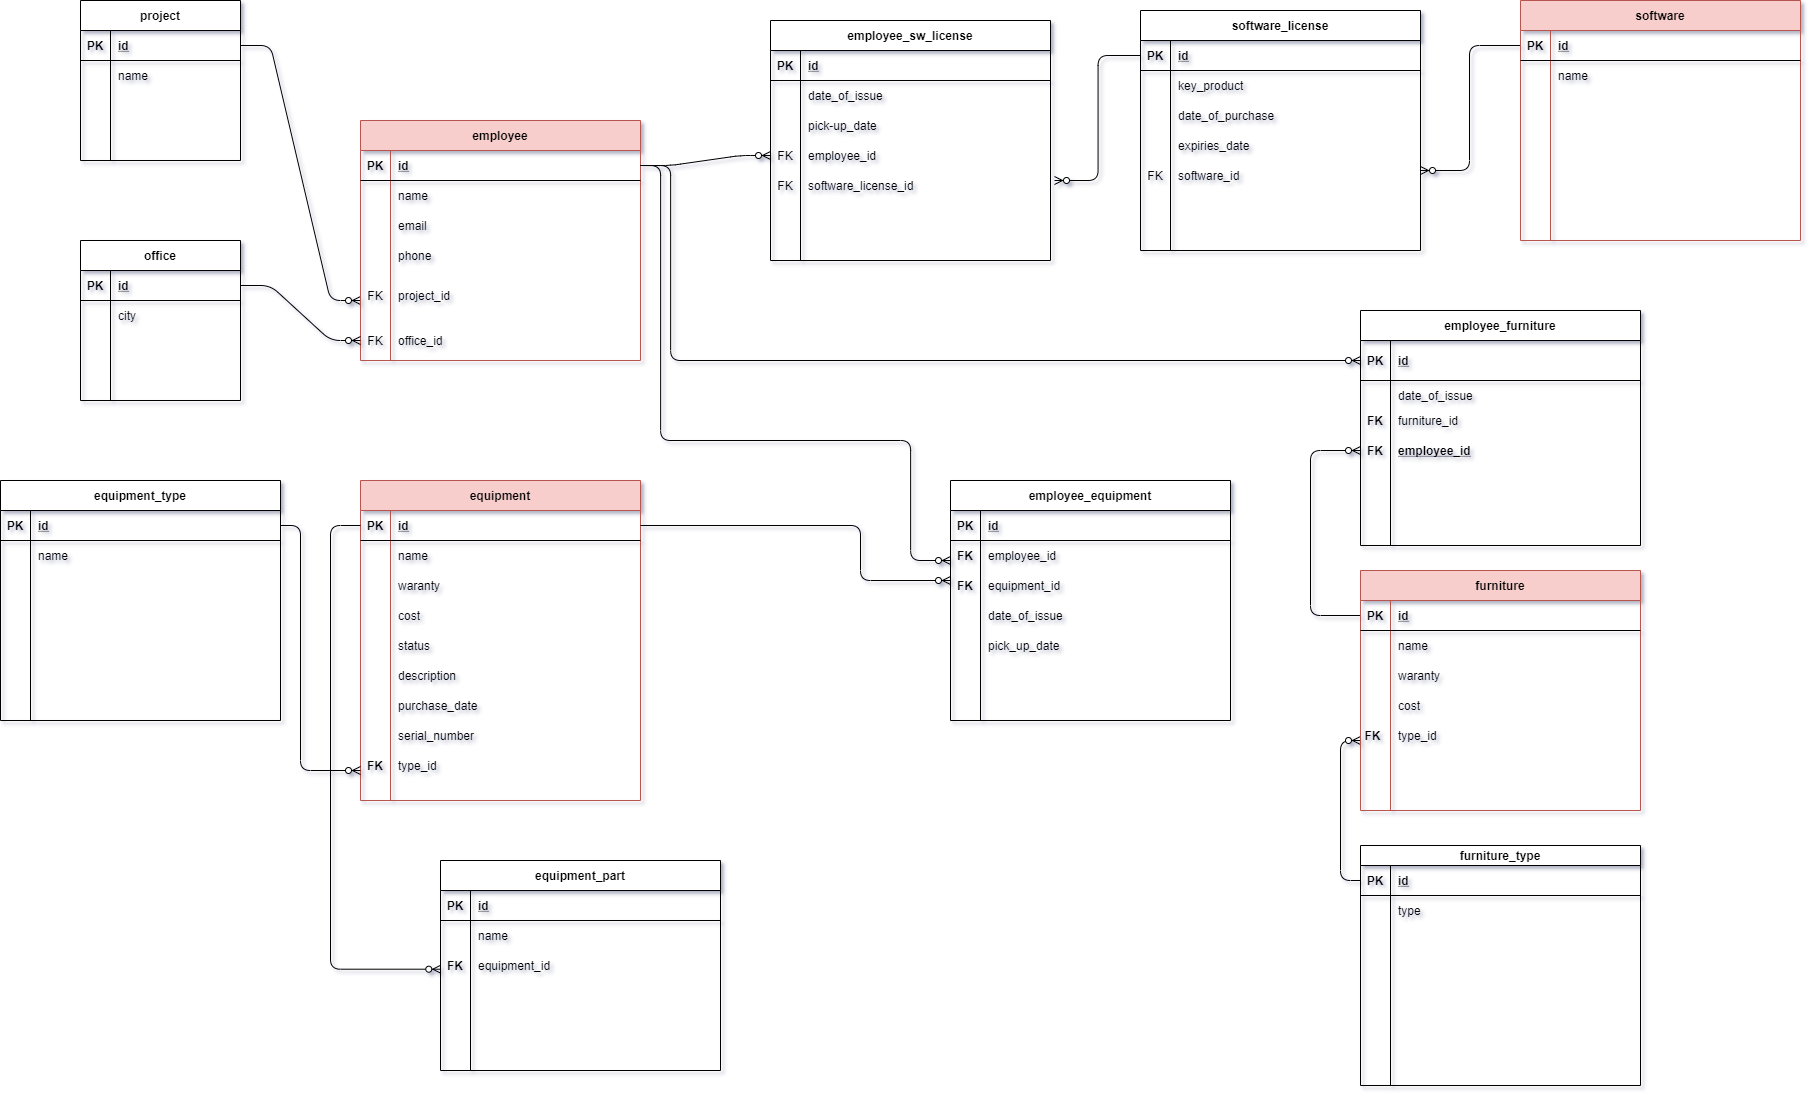 project
PK id
name
office
PK id
city
employee
PK id
name
email
phone
FK project_id
FK office_id
employee_sw_license
PK id
date_of_issue
pick-up_date
FK employee_id
FK software_license_id
software_license
PK id
key_product
date_of_purchase
expiries_date
FK software_id
software
PK id
name
employee_furniture
PK id
date_of_issue
FK furniture_id
FK employee_id
equipment_type
PK id
name
equipment
PK id
name
waranty
cost
status
description
purchase_date
serial_number
FK type_id
employee_equipment
PK id
FK employee_id
FK equipment_id
date_of_issue
pick_up_date
furniture
PK id
name
waranty
cost
FK type_id
equipment_part
PK id
name
FK equipment_id
furniture_type
PK id
type